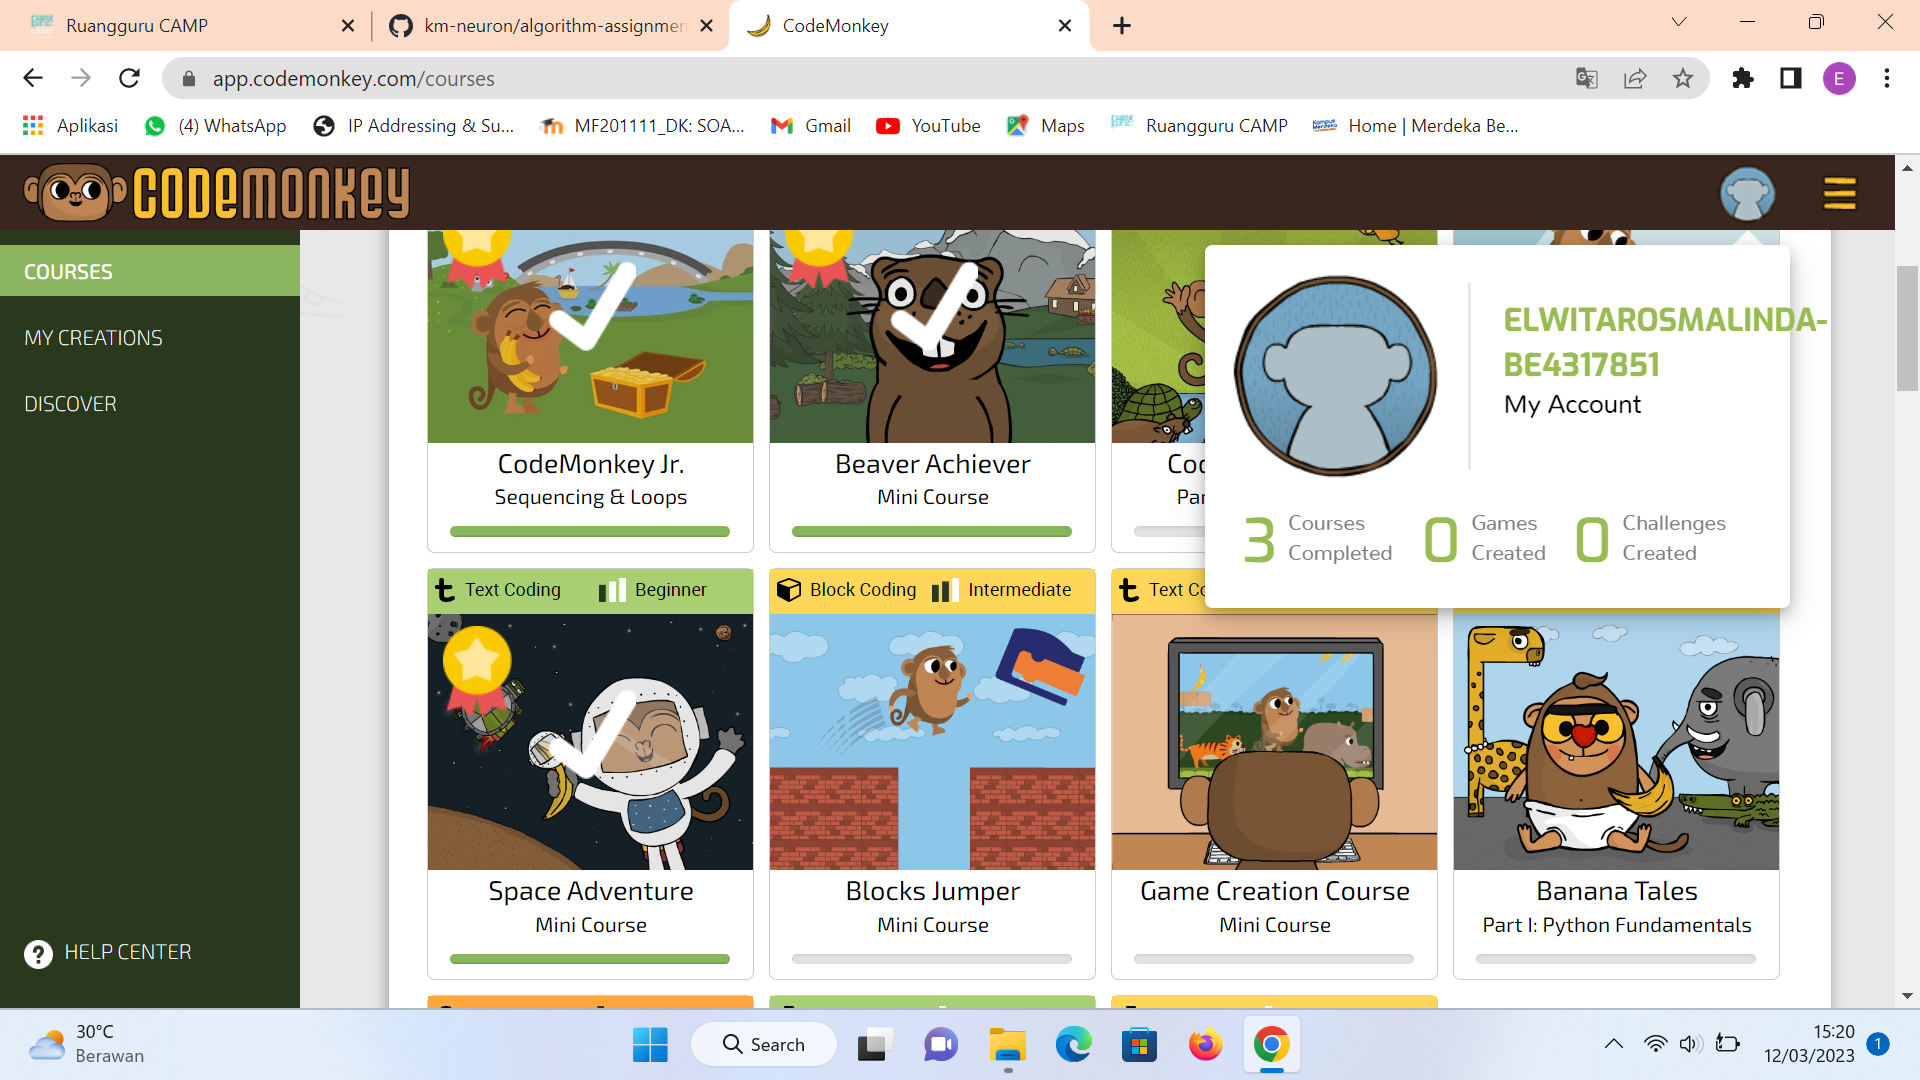 Ruangguru CAMP
km-neuron/algorithm-assignmen
CodeMonkey
app.codemonkey.com/courses
E
Aplikasi
(4) WhatsApp
IP Addressing & Su...
MF201111_DK: SOA...
Gmail
YouTube
Maps
Ruangguru CAMP
Home | Merdeka Be...
CODEMONKEY
COURSES
MY CREATIONS
DISCOVER
HELP CENTER
ELWITAROSMALINDA-
BE4317851
My Account
3 Courses Completed
0 Games Created
0 Challenges Created
CodeMonkey Jr.
Sequencing & Loops
Beaver Achiever
Mini Course
Coc
Par
Text Coding
Beginner
Block Coding
Intermediate
Text Co
Space Adventure
Mini Course
Blocks Jumper
Mini Course
Game Creation Course
Mini Course
Banana Tales
Part I: Python Fundamentals
30°C
Berawan
Search
15:20
12/03/2023
1